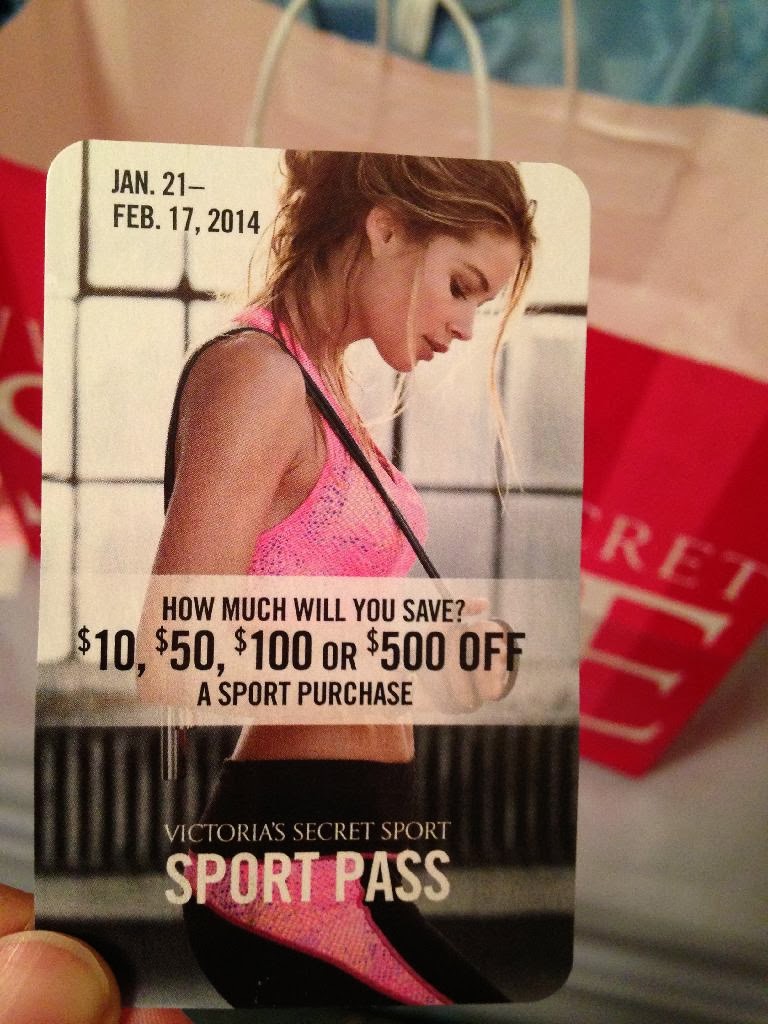 JAN. 21–
FEB. 17, 2014
HOW MUCH WILL YOU SAVE?
$10, $50, $100 OR $500 OFF
A SPORT PURCHASE
VICTORIA'S SECRET SPORT
SPORT PASS
CRET
E